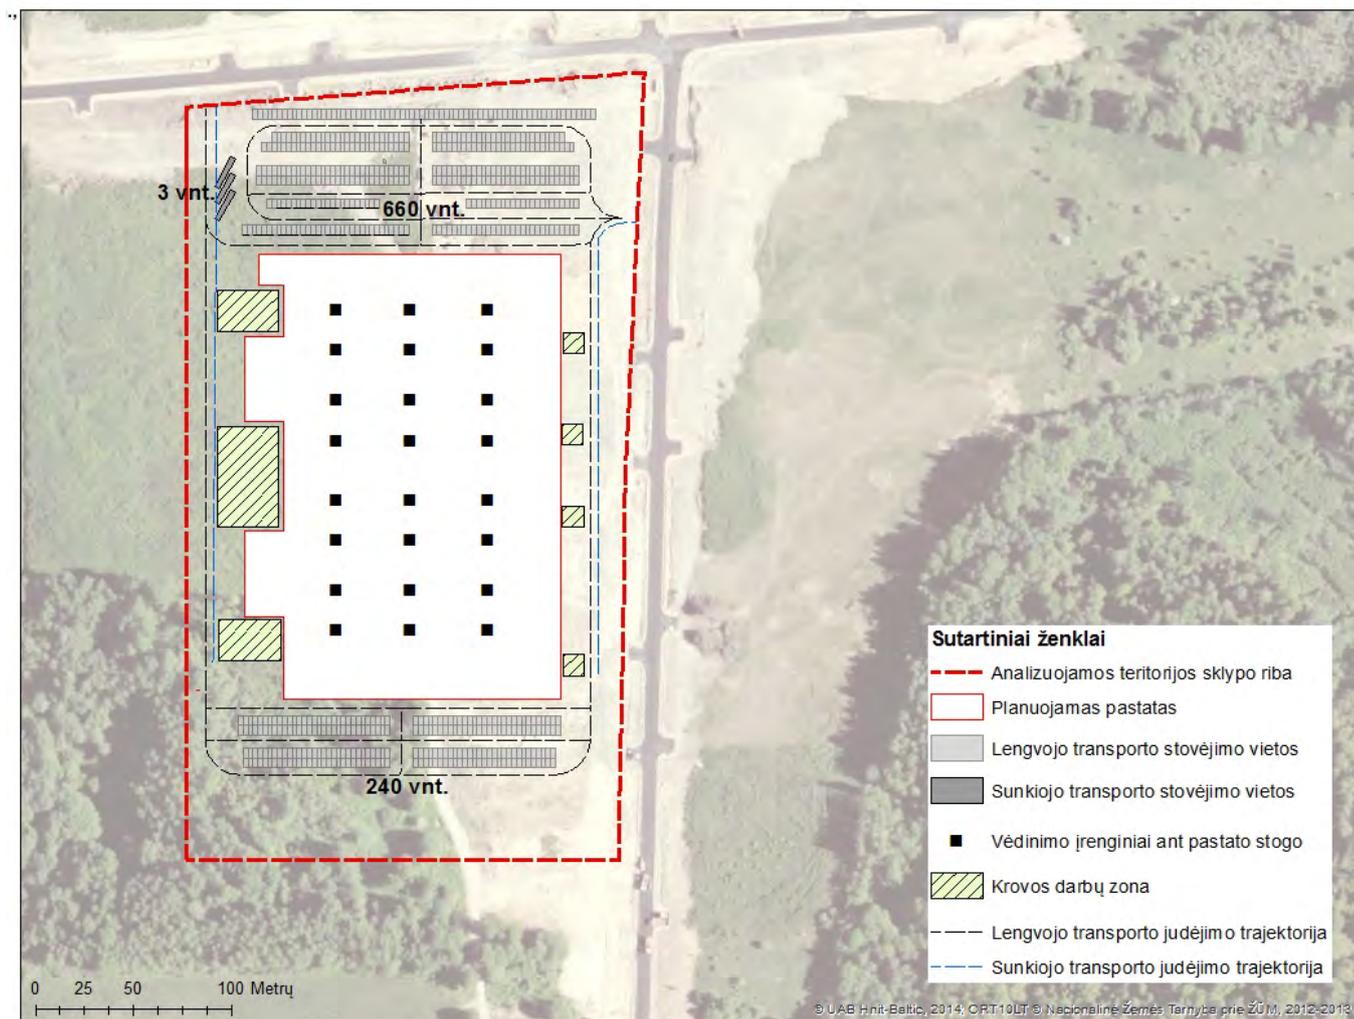 .,
3 vnt.
660 vnt.
240 vnt.
Sutartiniai ženklai
Analizuojamos teritorijos sklypo riba
Planuojamas pastatas
Lengvojo transporto stovėjimo vietos
Sunkiojo transporto stovėjimo vietos
Vėdinimo įrenginiai ant pastato stogo
Krovos darbų zona
Lengvojo transporto judėjimo trajektorija
Sunkiojo transporto judėjimo trajektorija
0 25 50 100 Metrų
© UAB Hnit-Baltic, 2014; ORT10LT © Nacionalinė Žemės Tarnyba prie ŽŪM, 2012-2013